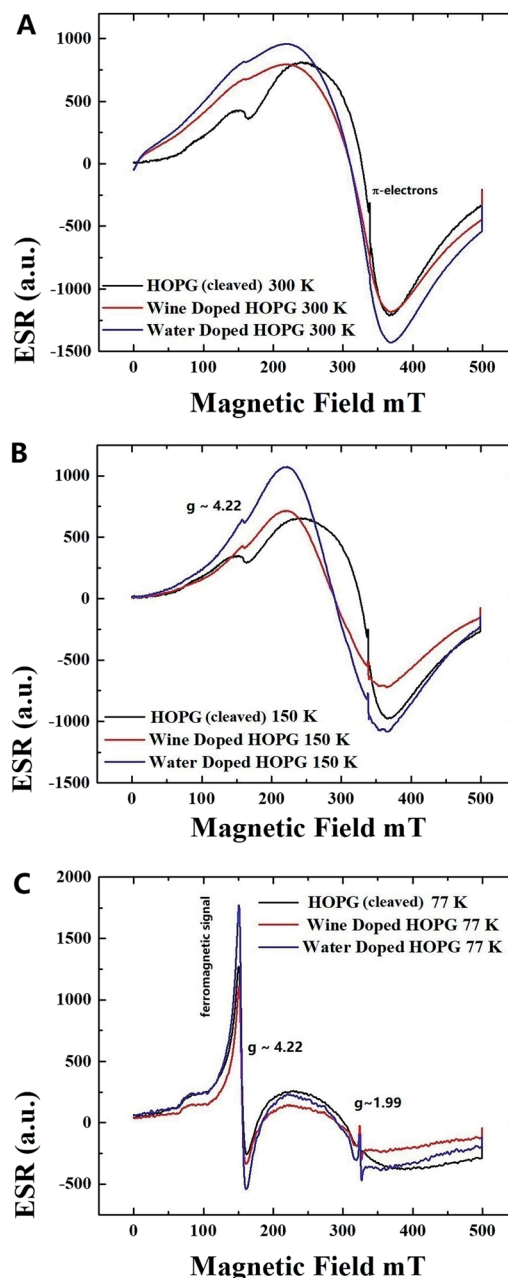 A
1000
500
0
-500
-1000
-1500
ESR (a.u.)
π-electrons
HOPG (cleaved) 300 K
Wine Doped HOPG 300 K
Water Doped HOPG 300 K
0 100 200 300 400 500
Magnetic Field mT
B
1000
500
0
-500
-1000
-1500
ESR (a.u.)
g ~ 4.22
HOPG (cleaved) 150 K
Wine Doped HOPG 150 K
Water Doped HOPG 150 K
0 100 200 300 400 500
Magnetic Field mT
C
2000
1500
1000
500
0
-500
ESR (a.u.)
ferromagnetic signal
HOPG (cleaved) 77 K
Wine Doped HOPG 77 K
Water Doped HOPG 77 K
g ~ 4.22
g~1.99
0 100 200 300 400 500
Magnetic Field mT